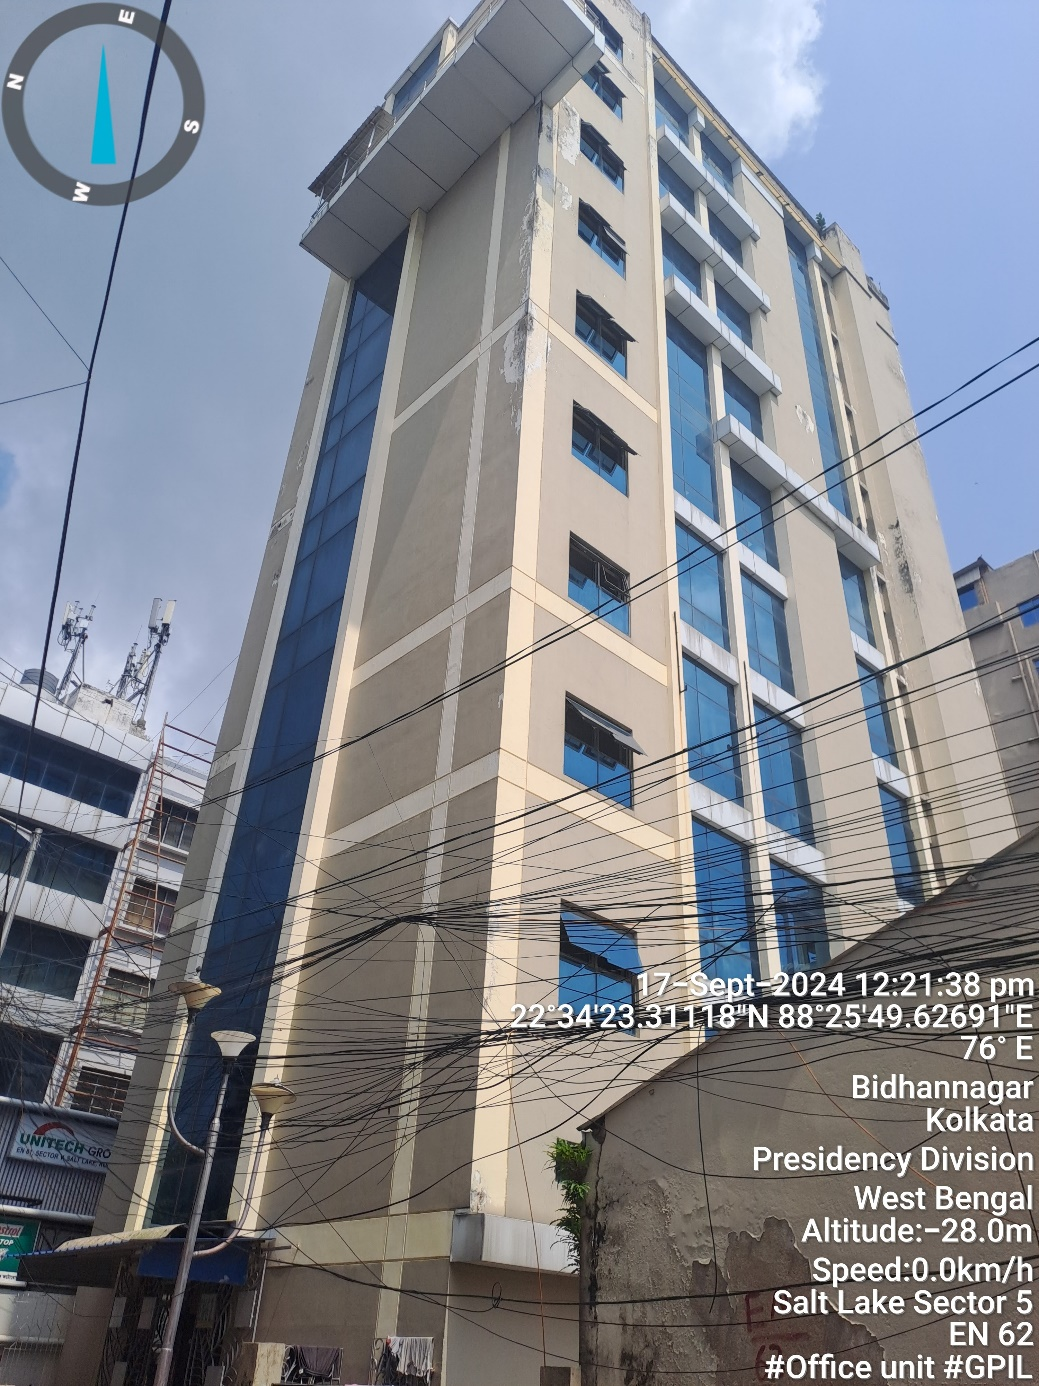 E
N
S
W
17-Sept-2024 12:21:38 pm
22°34'23.31118"N 88°25'49.62691"E
76° E
Bidhannagar
Kolkata
Presidency Division
West Bengal
Altitude:-28.0m
Speed:0.0km/h
Salt Lake Sector 5
EN 62
#Office unit #GPIL
UNITECH GRO